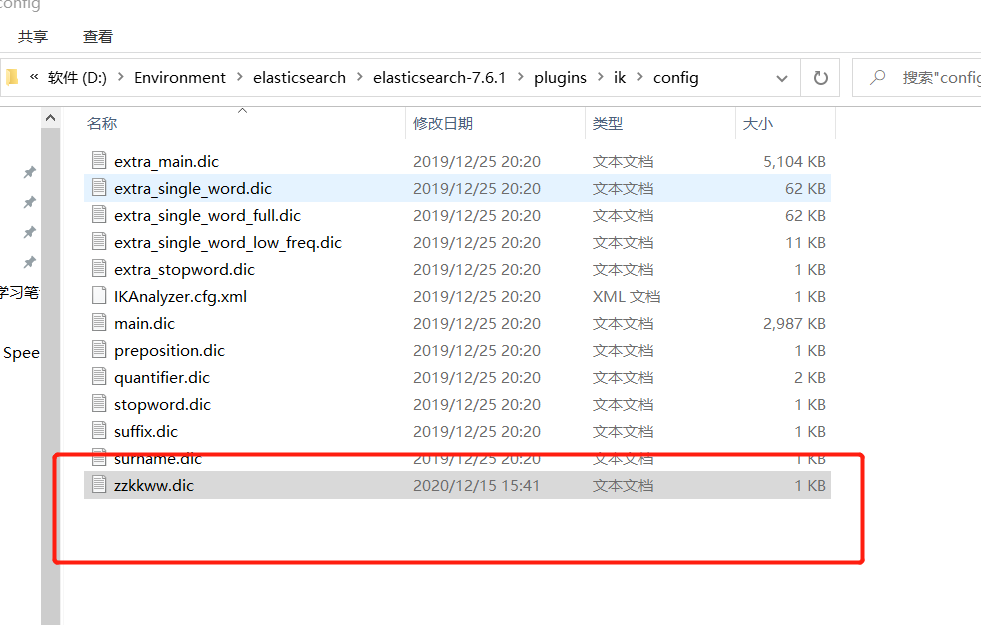 config
共享 查看
« 软件 (D:) > Environment > elasticsearch > elasticsearch-7.6.1 > plugins > ik > config 搜索"config
名称 修改日期 类型 大小
extra_main.dic 2019/12/25 20:20 文本文档 5,104 KB
extra_single_word.dic 2019/12/25 20:20 文本文档 62 KB
extra_single_word_full.dic 2019/12/25 20:20 文本文档 62 KB
extra_single_word_low_freq.dic 2019/12/25 20:20 文本文档 11 KB
extra_stopword.dic 2019/12/25 20:20 文本文档 1 KB
学习笔 IKAnalyzer.cfg.xml 2019/12/25 20:20 XML 文档 1 KB
main.dic 2019/12/25 20:20 文本文档 2,987 KB
Spee preposition.dic 2019/12/25 20:20 文本文档 1 KB
quantifier.dic 2019/12/25 20:20 文本文档 2 KB
stopword.dic 2019/12/25 20:20 文本文档 1 KB
suffix.dic 2019/12/25 20:20 文本文档 1 KB
surname.dic 2019/12/25 20:20 文本文档 1 KB
zzkkww.dic 2020/12/15 15:41 文本文档 1 KB